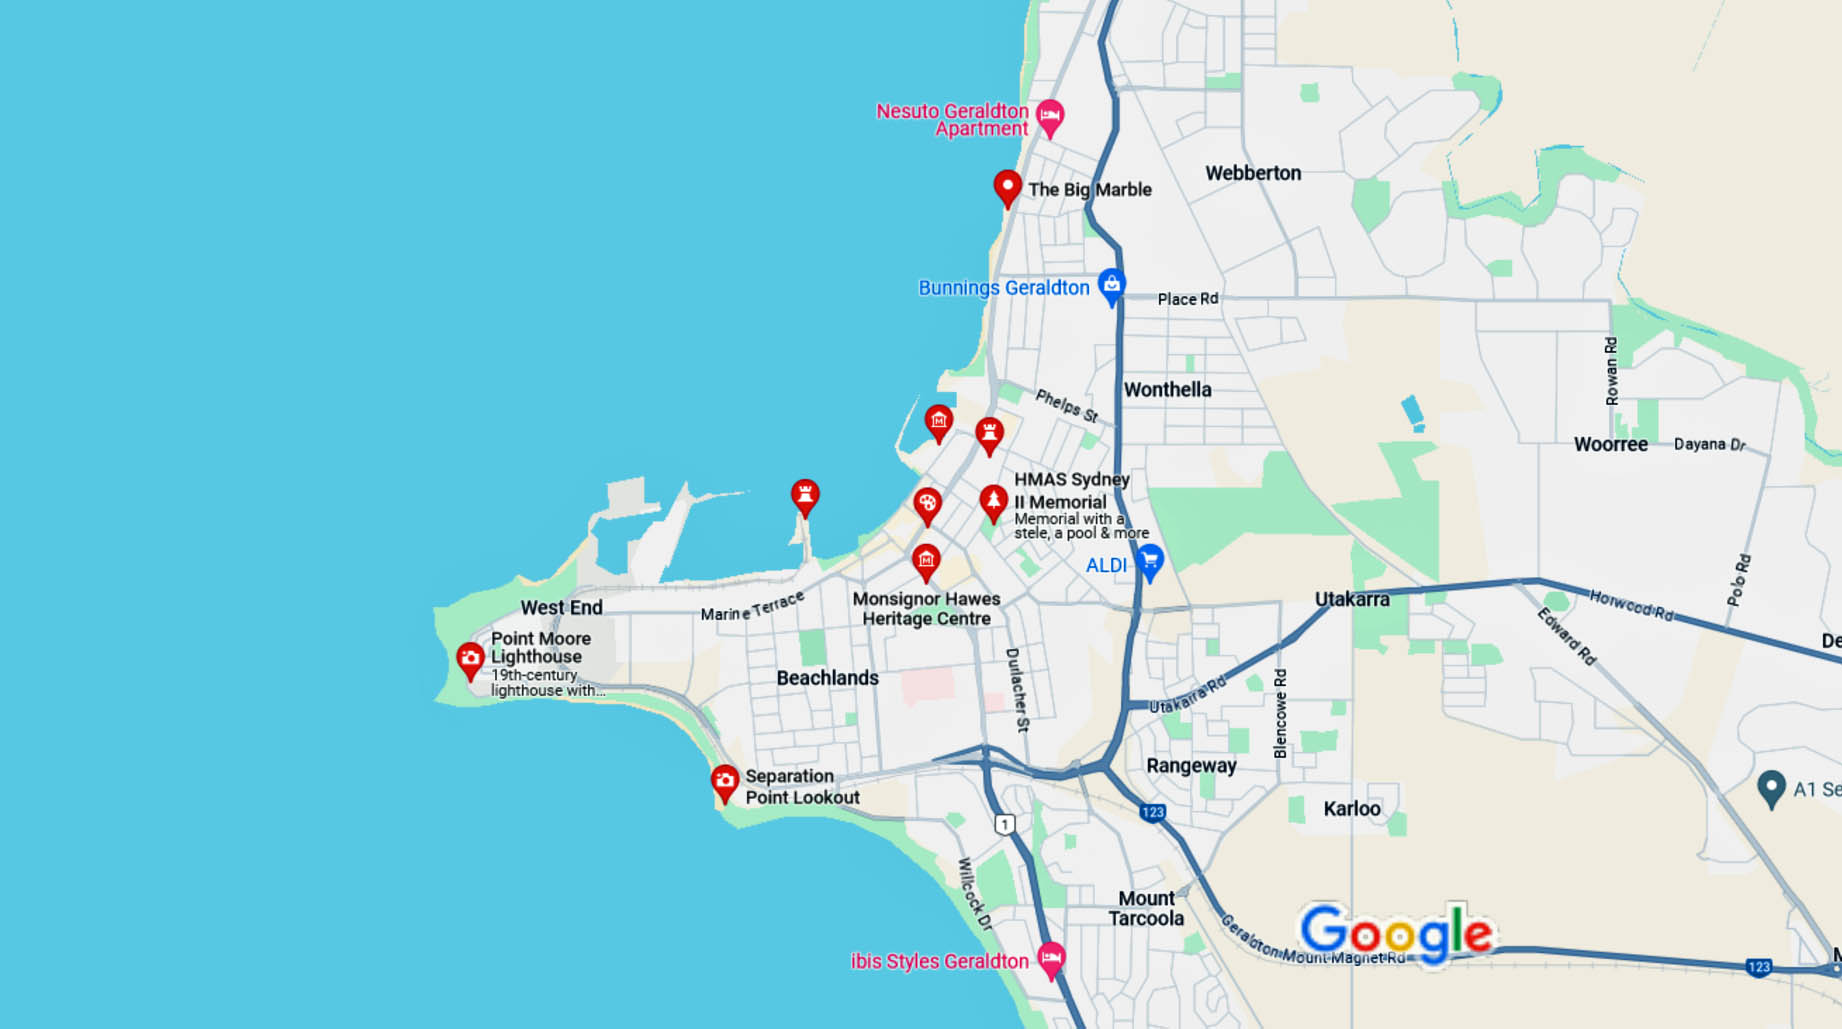 Nesuto Geraldton
Apartment
The Big Marble
Webberton
Bunnings Geraldton
Place Rd
Rowan Rd
Phelps St
Wonthella
Woorree
Dayana Dr
HMAS Sydney
II Memorial
Memorial with a
stele, a pool & more
ALDI
Polo Rd
West End
Marine Terrace
Monsignor Hawes
Heritage Centre
Utakarra
Horwood Rd
Edward Rd
Point Moore
Lighthouse
19th-century
lighthouse with...
Beachlands
Durlacher St
Utakarra Rd
Blencowe Rd
De
Separation
Point Lookout
Rangeway
Karloo
A1 Se
1
123
Willcock Dr
Mount
Tarcoola
Geraldton-Mount Magnet Rd
Google
ibis Styles Geraldton
123
M